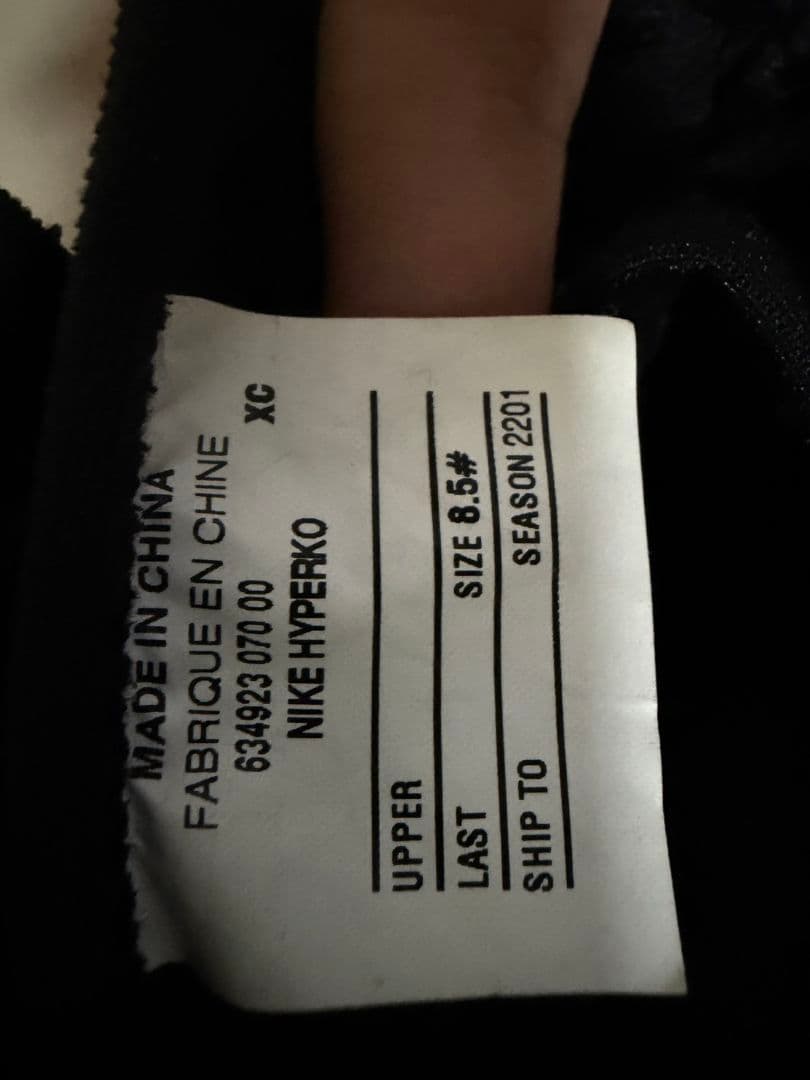 MADE IN CHINA
FABRIQUE EN CHINE
634923 070 00 XC
NIKE HYPERKO
UPPER
LAST SIZE 8.5#
SHIP TO SEASON 2201